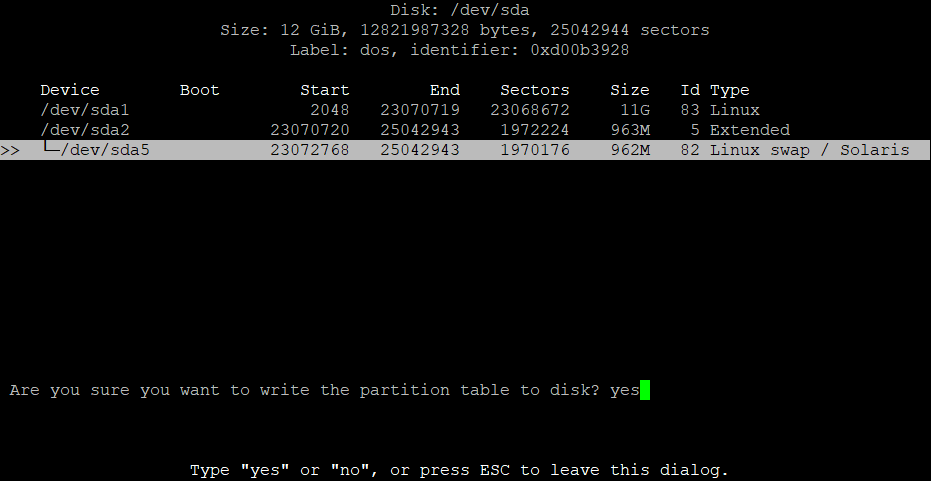 Disk: /dev/sda
Size: 12 GiB, 12821987328 bytes, 25042944 sectors
Label: dos, identifier: 0xd00b3928
Device Boot Start End Sectors Size Id Type
/dev/sda1 2048 23070719 23068672 11G 83 Linux
/dev/sda2 23070720 25042943 1972224 963M 5 Extended
>> └─/dev/sda5 23072768 25042943 1970176 962M 82 Linux swap / Solaris
Are you sure you want to write the partition table to disk? yes
Type "yes" or "no", or press ESC to leave this dialog.